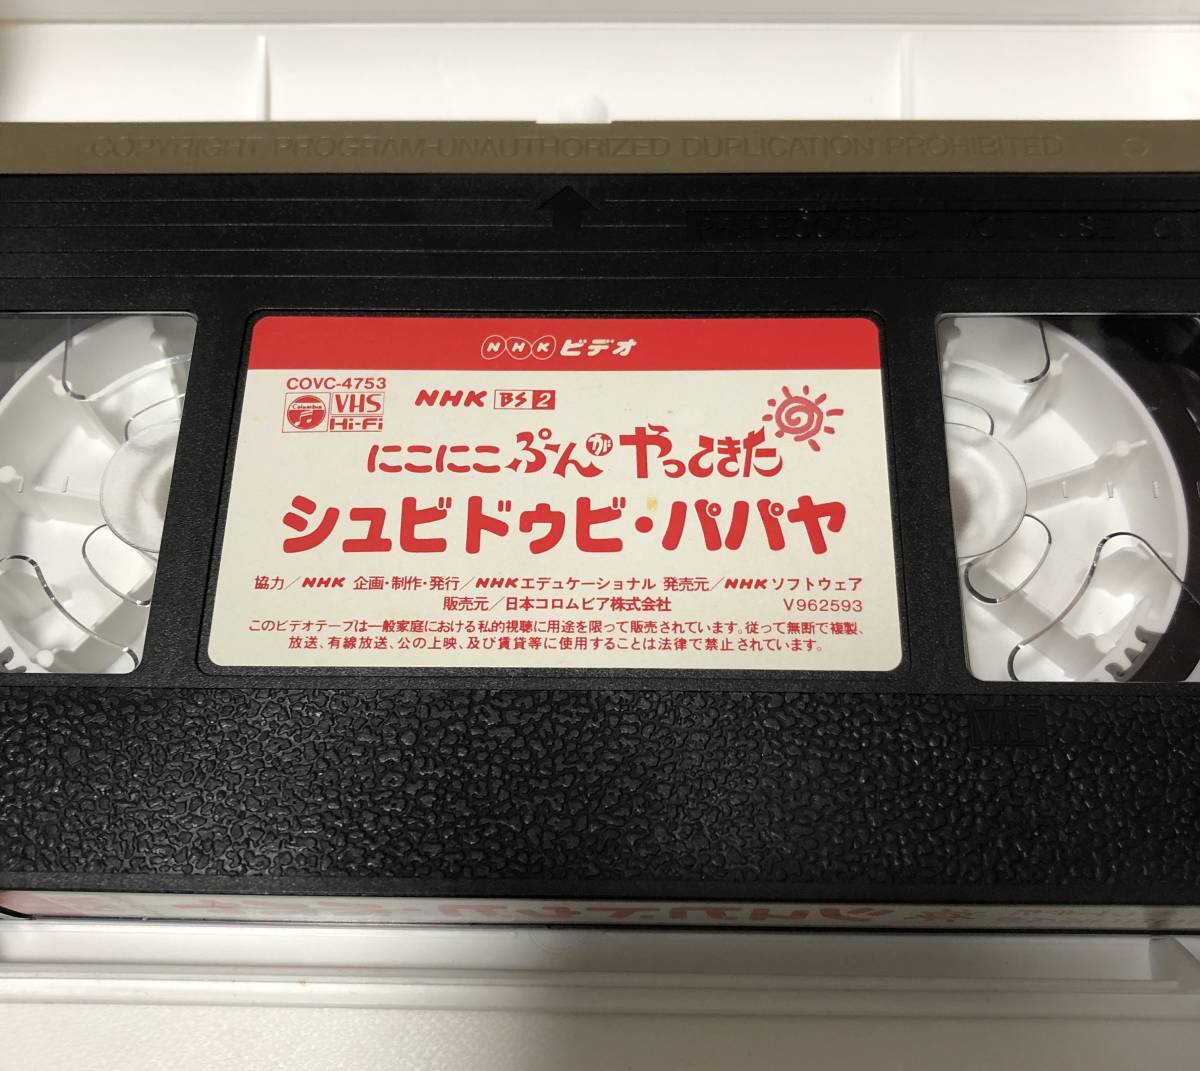 COPYRIGHT PROGRAM-UNAUTHORIZED DUPLICATION PROHIBITED
NHKビデオ
COVC-4753
Columbia
VHS
Hi-Fi
NHK BS2
にこにこぷんがやってきた
シュビドゥビ・パパヤ
協力/NHK 企画・制作・発行/NHKエデュケーショナル 発売元/NHKソフトウェア
販売元/日本コロムビア株式会社 V962593
このビデオテープは一般家庭における私的視聴に用途を限って販売されています。従って無断で複製、
放送、有線放送、公の上映、及び賃貸等に使用することは法律で禁止されています。
VHS